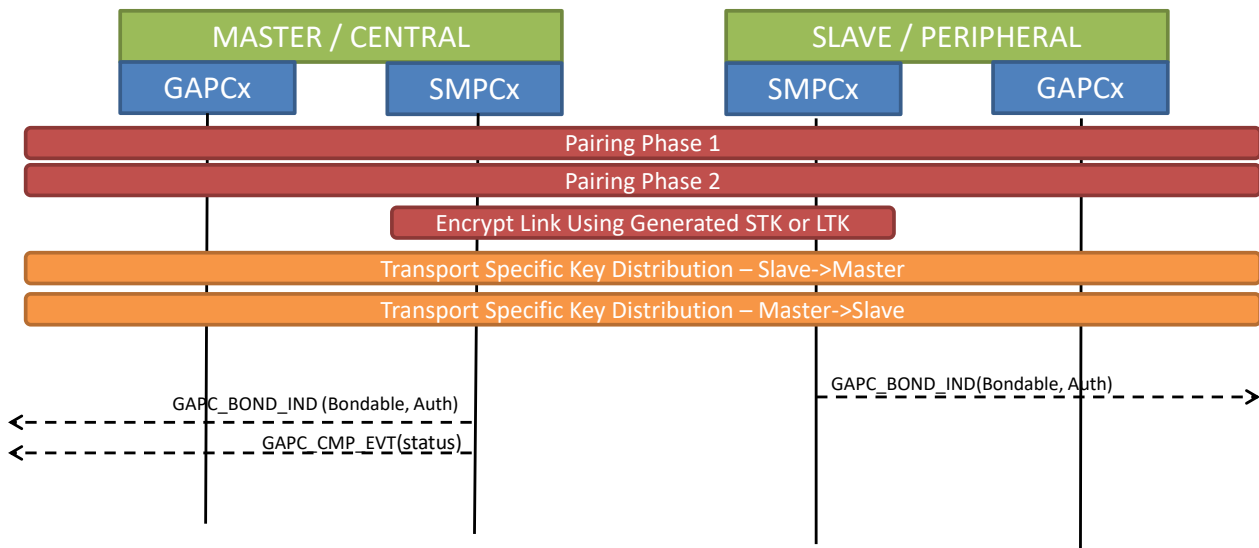 MASTER / CENTRAL
SLAVE / PERIPHERAL
GAPCx
SMPCx
SMPCx
GAPCx
Pairing Phase 1
Pairing Phase 2
Encrypt Link Using Generated STK or LTK
Transport Specific Key Distribution – Slave->Master
Transport Specific Key Distribution – Master->Slave
GAPC_BOND_IND(Bondable, Auth)
GAPC_BOND_IND (Bondable, Auth)
GAPC_CMP_EVT(status)